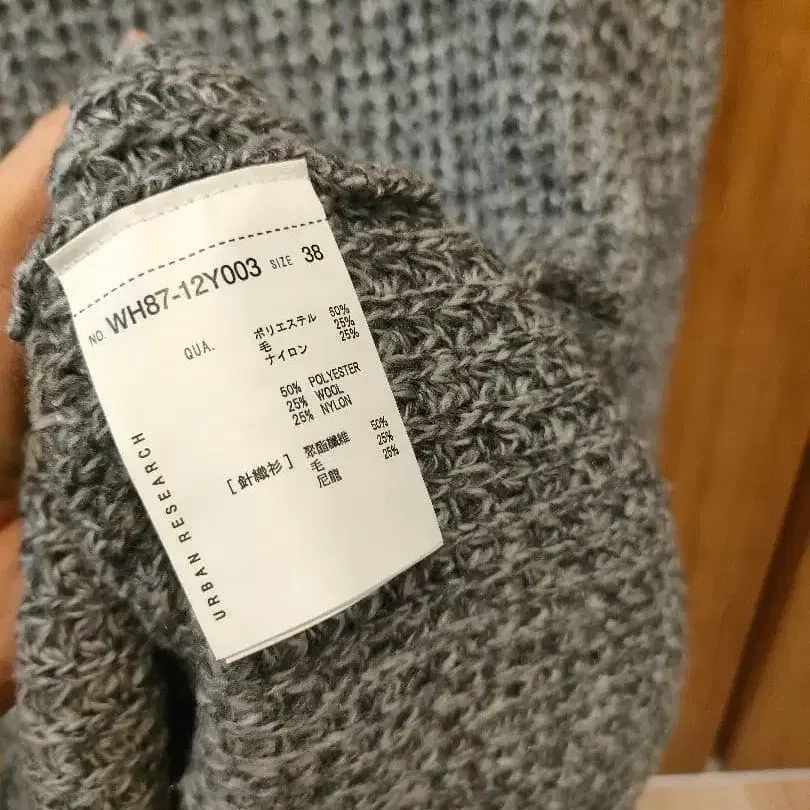 NO. WH87-12Y003 SIZE 38
QUA. ポリエステル 50%
毛 25%
ナイロン 25%
50% POLYESTER
25% WOOL
25% NYLON
[針織衫] 聚酯纖維 50%
毛 25%
尼龍 25%
URBAN RESEARCH